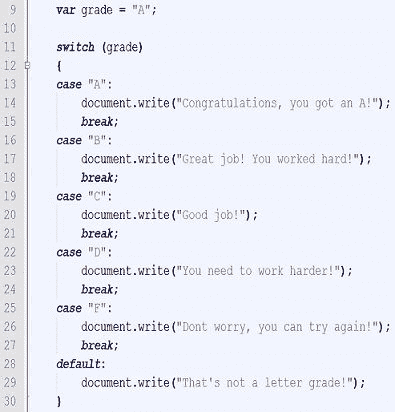 9 var grade = "A";
10
11 switch (grade)
12 {
13 case "A":
14 document.write("Congratulations, you got an A!");
15 break;
16 case "B":
17 document.write("Great job! You worked hard!");
18 break;
19 case "C":
20 document.write("Good job!");
21 break;
22 case "D":
23 document.write("You need to work harder!");
24 break;
25 case "F":
26 document.write("Dont worry, you can try again!");
27 break;
28 default:
29 document.write("That's not a letter grade!");
30 }